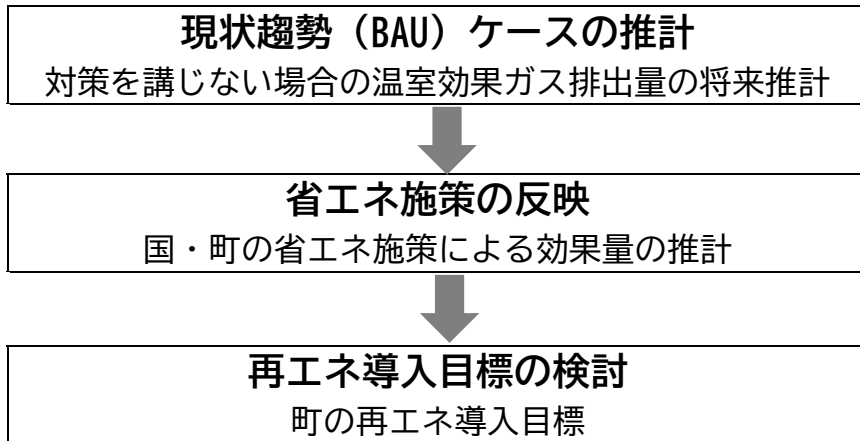 現状趨勢（BAU）ケースの推計
対策を講じない場合の温室効果ガス排出量の将来推計
省エネ施策の反映
国・町の省エネ施策による効果量の推計
再エネ導入目標の検討
町の再エネ導入目標